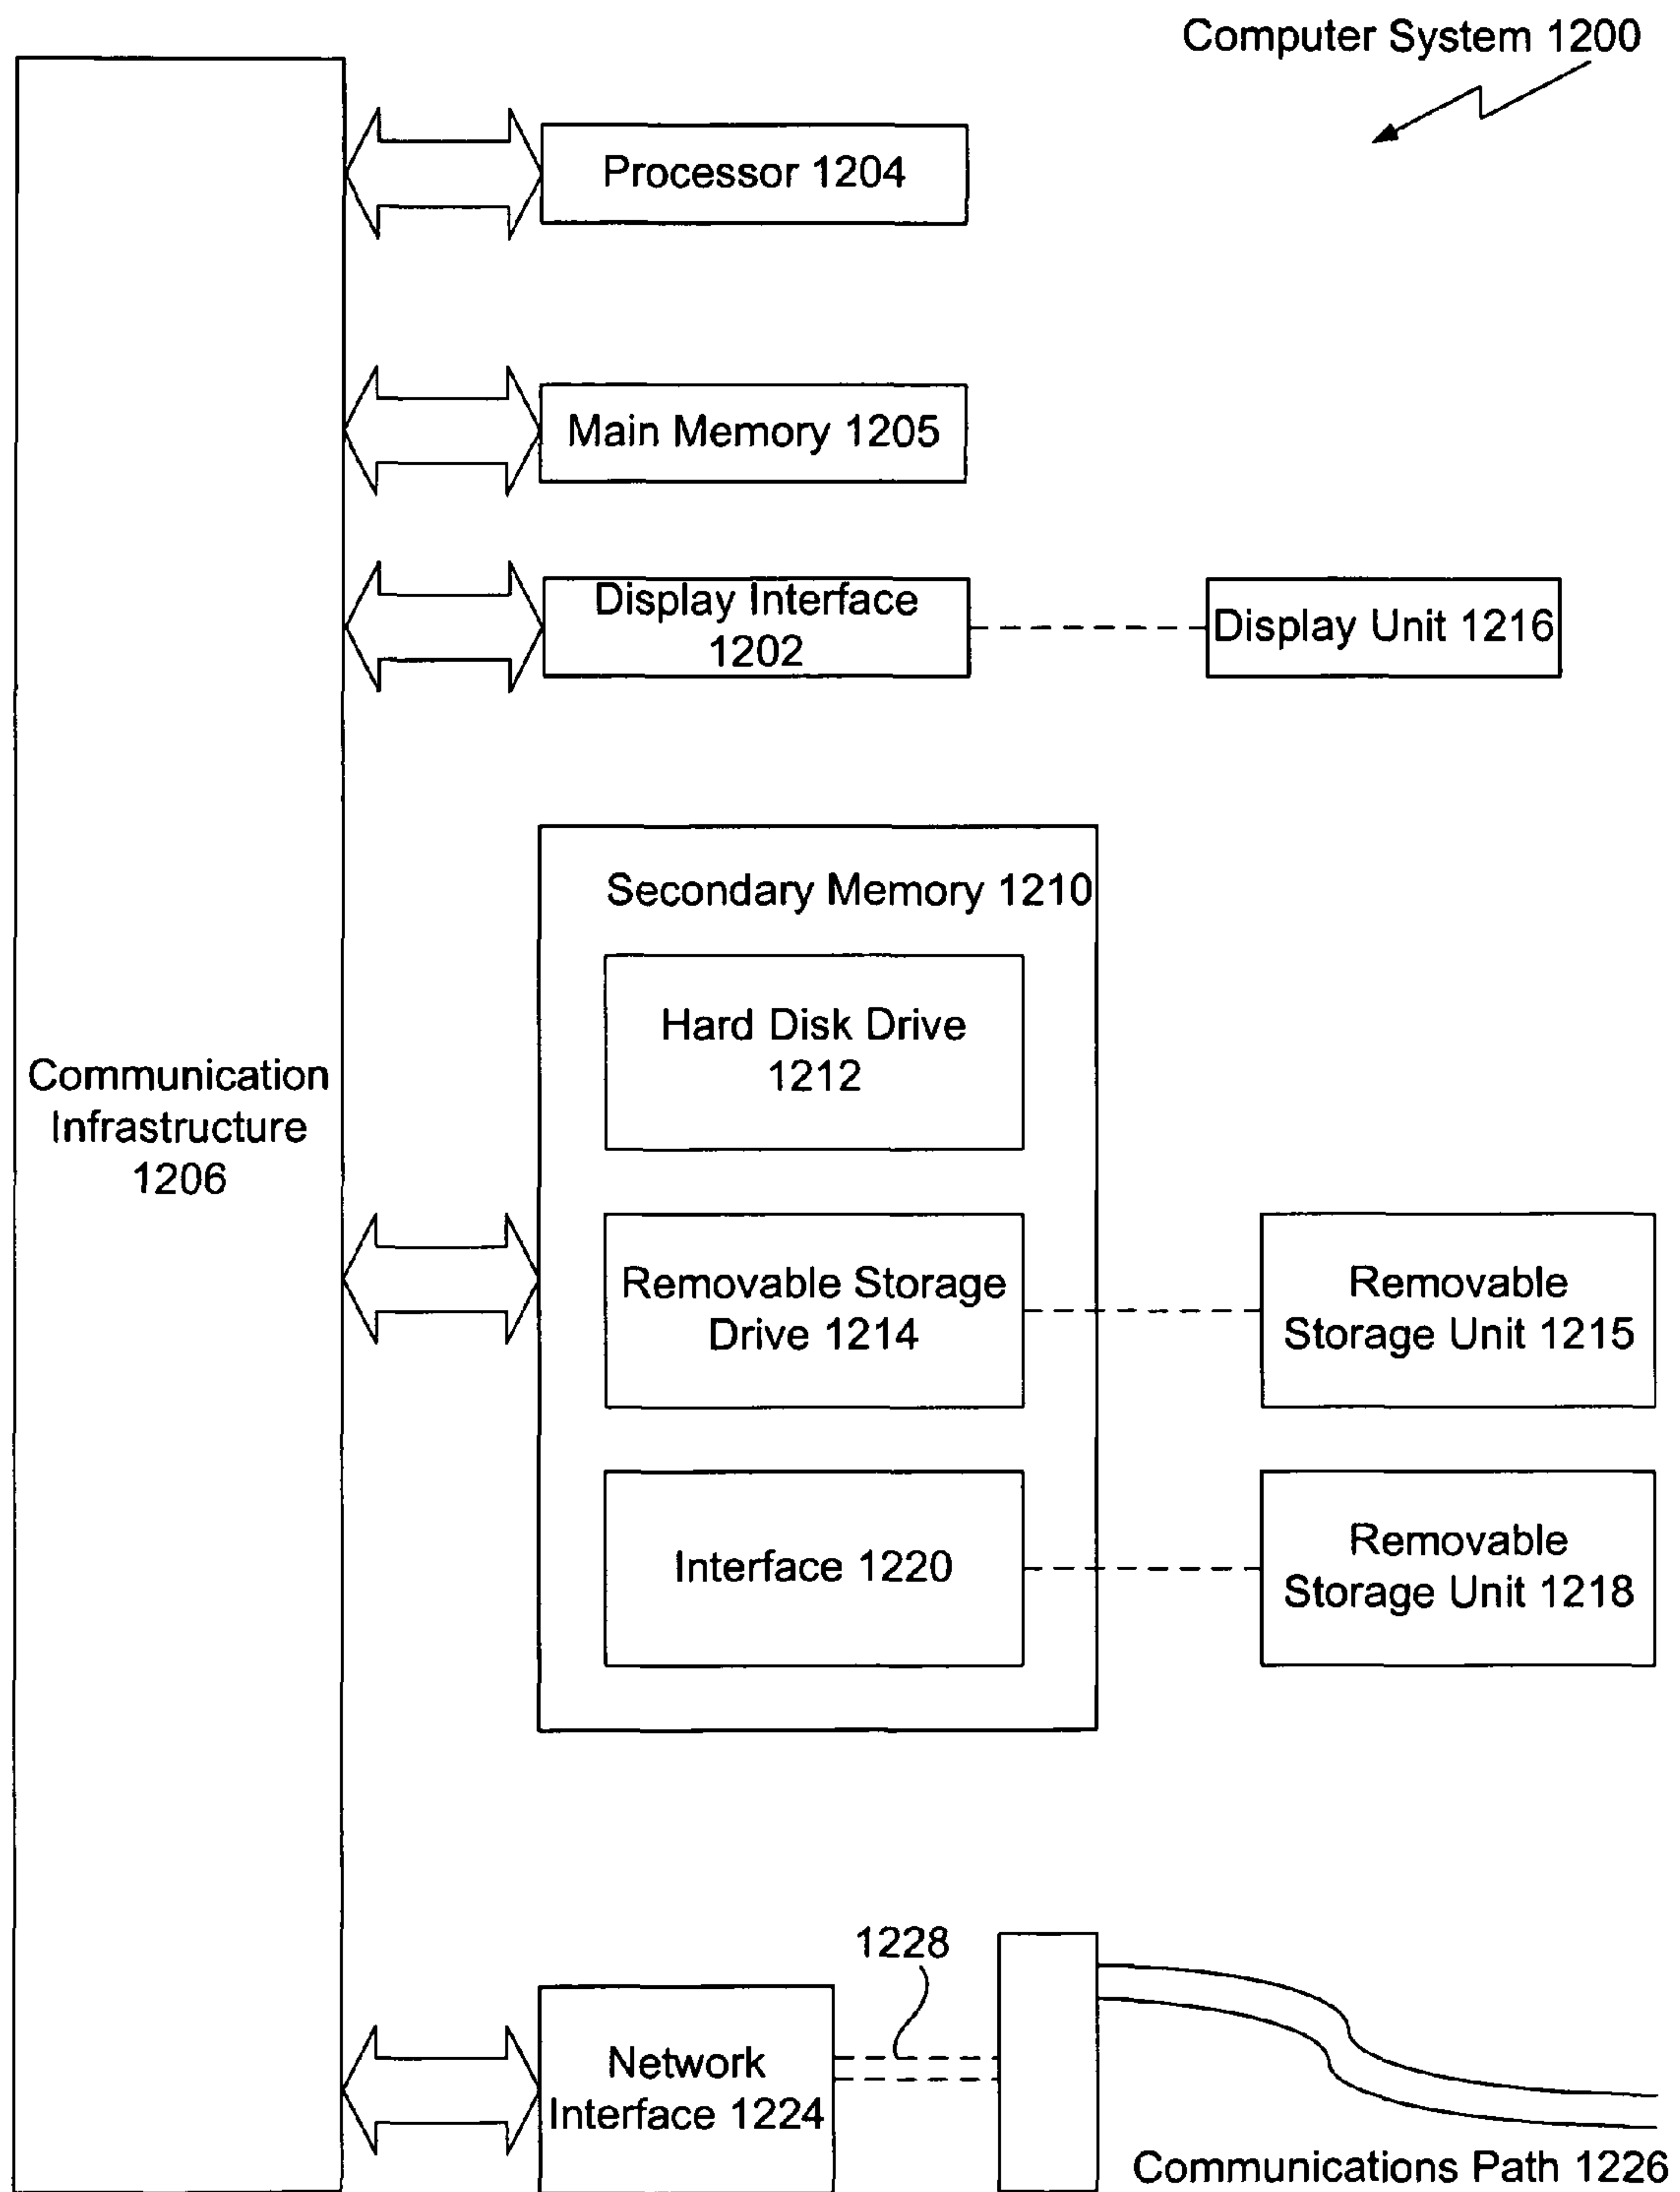 Computer System 1200
Processor 1204
Main Memory 1205
Display Interface
1202
Display Unit 1216
Secondary Memory 1210
Hard Disk Drive
1212
Communication
Infrastructure
1206
Removable Storage
Drive 1214
Removable
Storage Unit 1215
Interface 1220
Removable
Storage Unit 1218
1228
Network
Interface 1224
Communications Path 1226